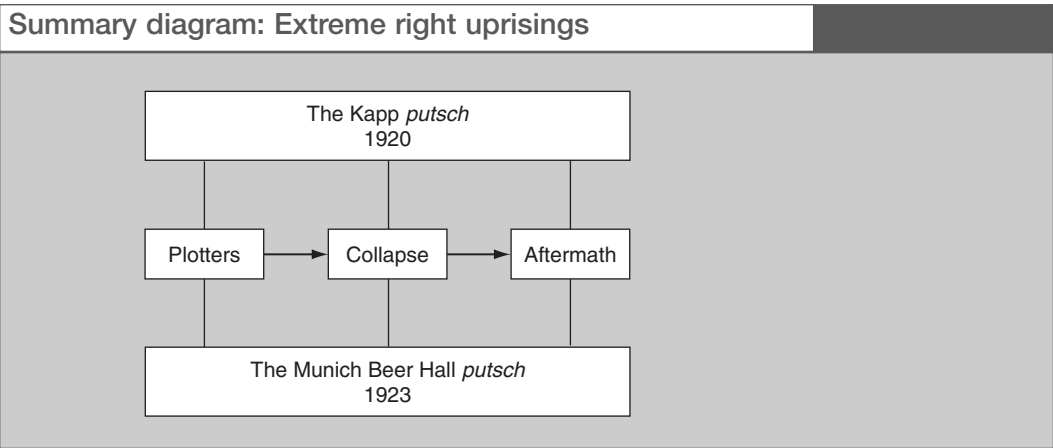 Summary diagram: Extreme right uprisings
The Kapp putsch
1920
Plotters
Collapse
Aftermath
The Munich Beer Hall putsch
1923